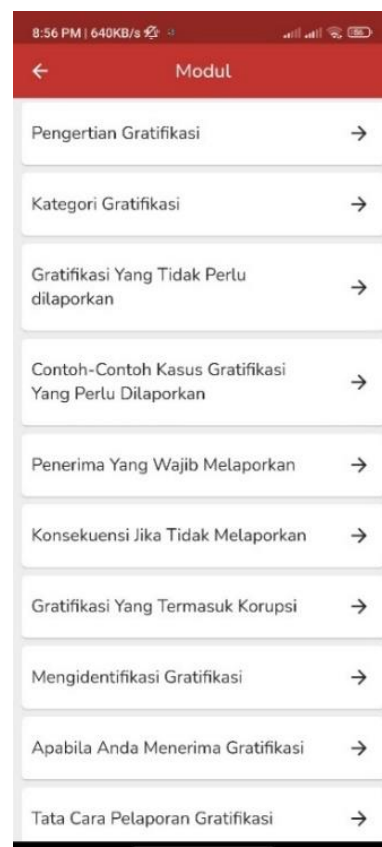 8:56 PM | 640KB/s
Modul
Pengertian Gratifikasi
Kategori Gratifikasi
Gratifikasi Yang Tidak Perlu
dilaporkan
Contoh-Contoh Kasus Gratifikasi
Yang Perlu Dilaporkan
Penerima Yang Wajib Melaporkan
Konsekuensi Jika Tidak Melaporkan
Gratifikasi Yang Termasuk Korupsi
Mengidentifikasi Gratifikasi
Apabila Anda Menerima Gratifikasi
Tata Cara Pelaporan Gratifikasi